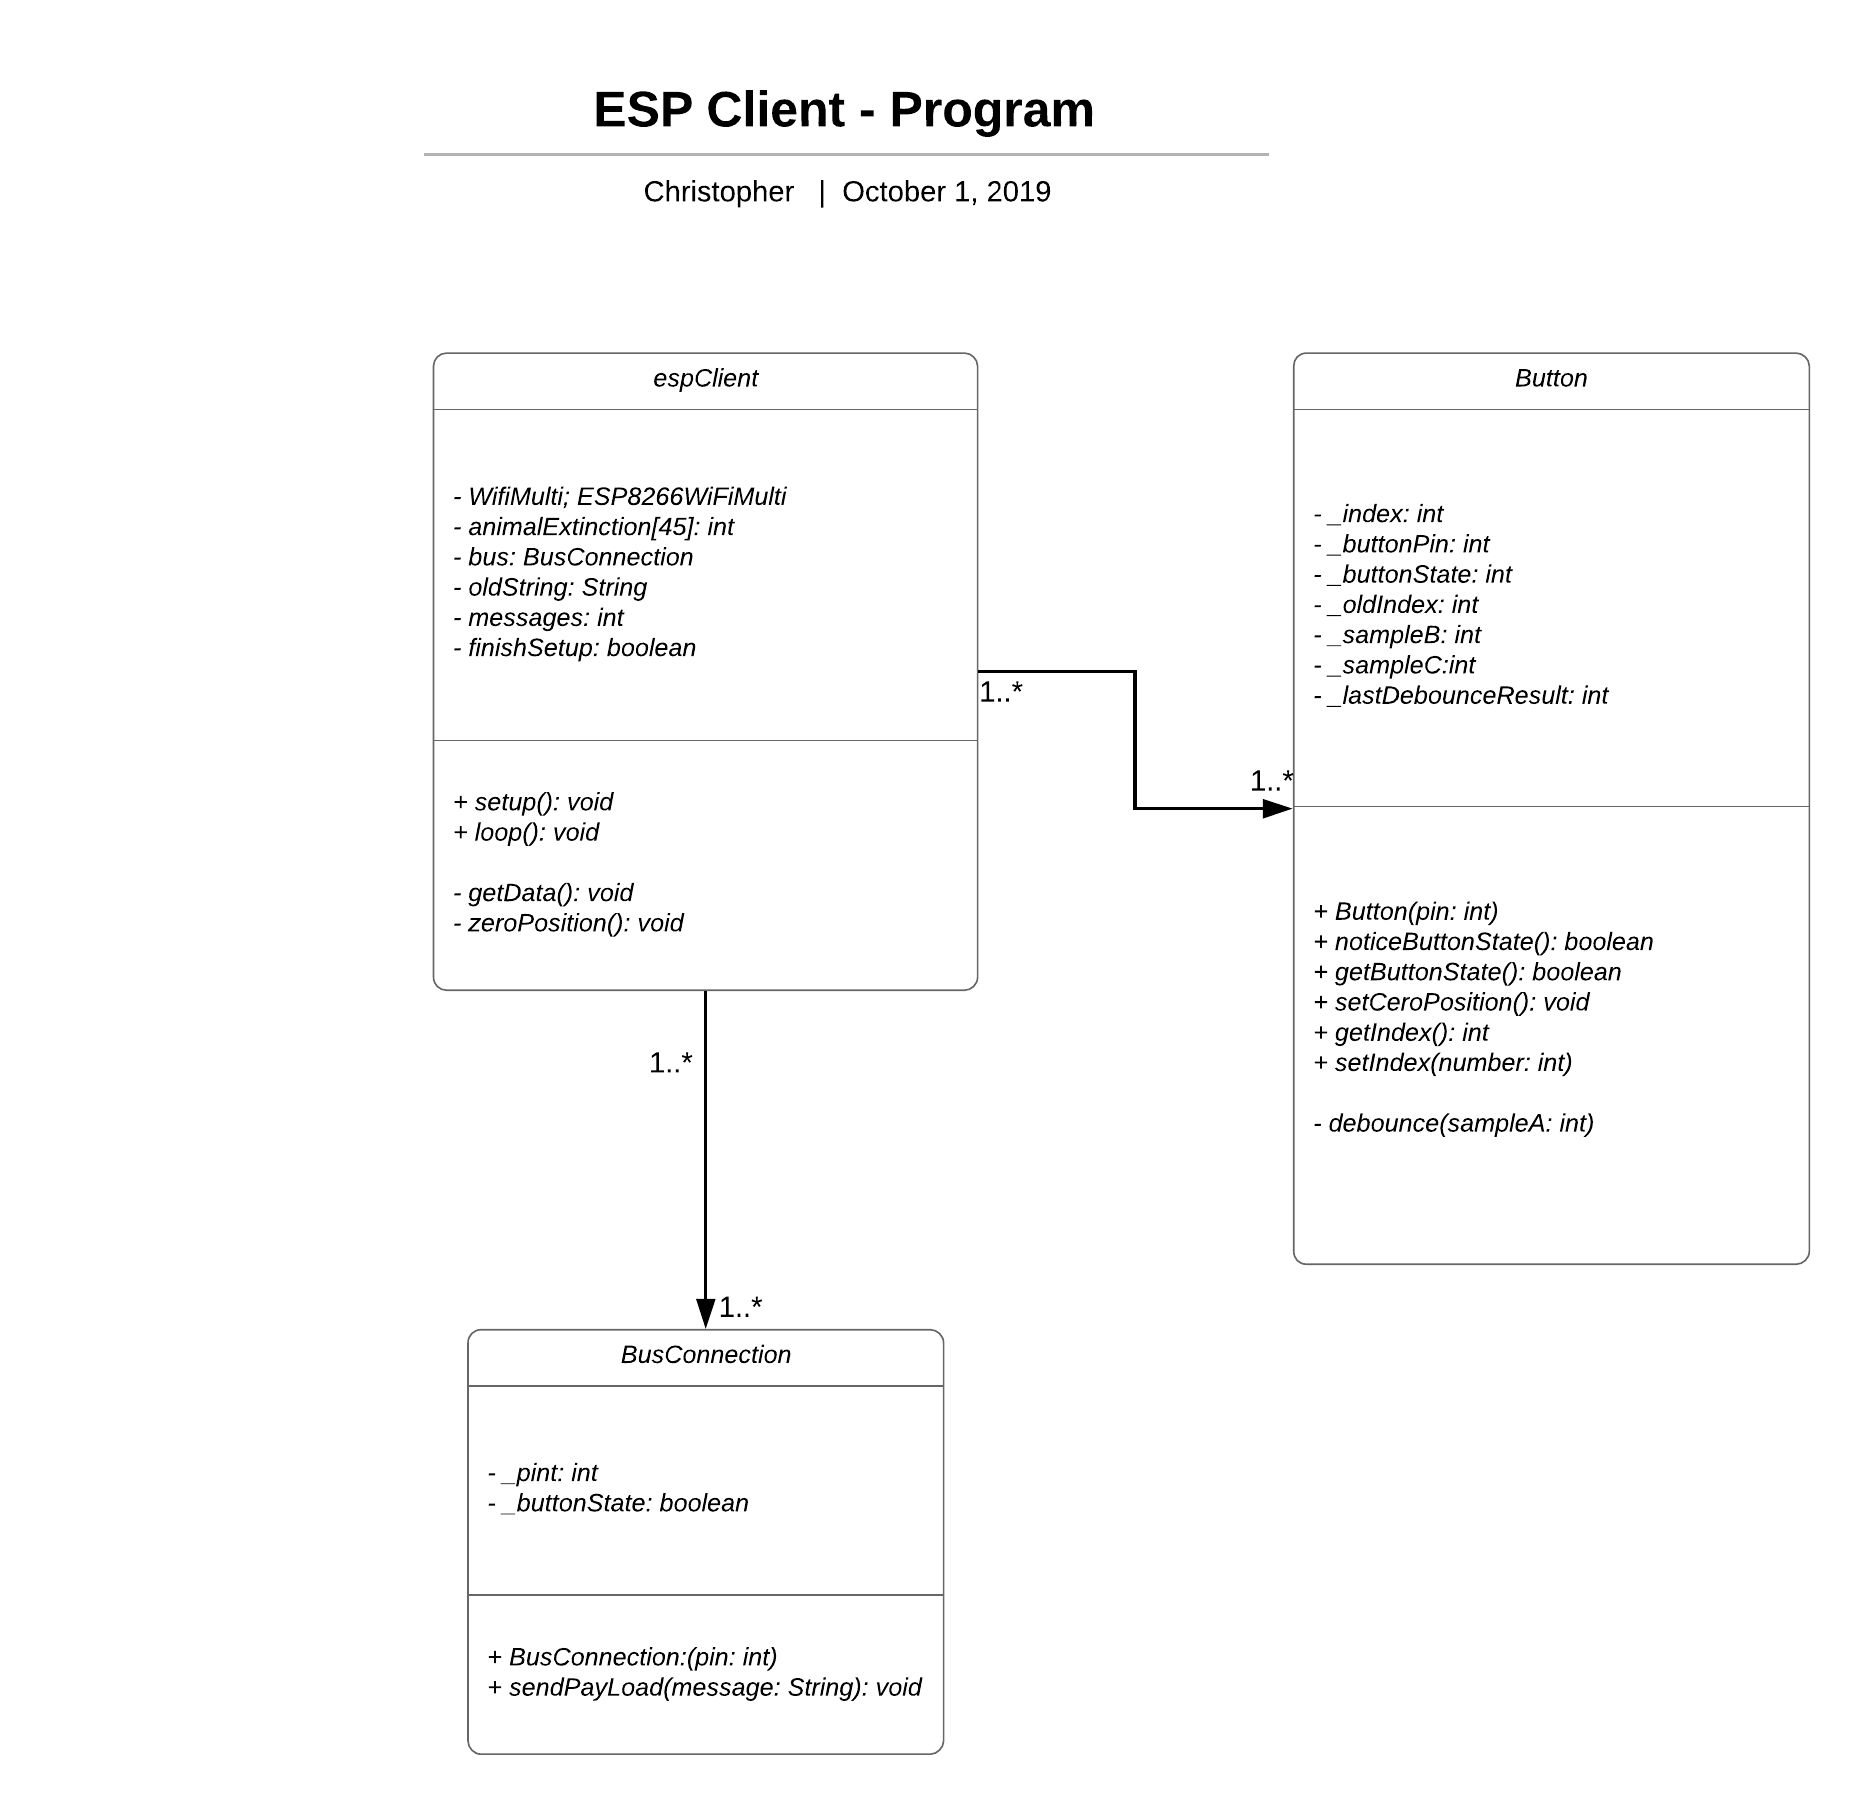 ESP Client - Program
Christopher | October 1, 2019
espClient
- WifiMulti; ESP8266WiFiMulti
- animalExtinction[45]: int
- bus: BusConnection
- oldString: String
- messages: int
- finishSetup: boolean
+ setup(): void
+ loop(): void
- getData(): void
- zeroPosition(): void
1..*
1..*
Button
- _index: int
- _buttonPin: int
- _buttonState: int
- _oldIndex: int
- _sampleB: int
- _sampleC:int
- _lastDebounceResult: int
+ Button(pin: int)
+ noticeButtonState(): boolean
+ getButtonState(): boolean
+ setCeroPosition(): void
+ getIndex(): int
+ setIndex(number: int)
- debounce(sampleA: int)
1..*
1..*
BusConnection
- _pint: int
- _buttonState: boolean
+ BusConnection:(pin: int)
+ sendPayLoad(message: String): void